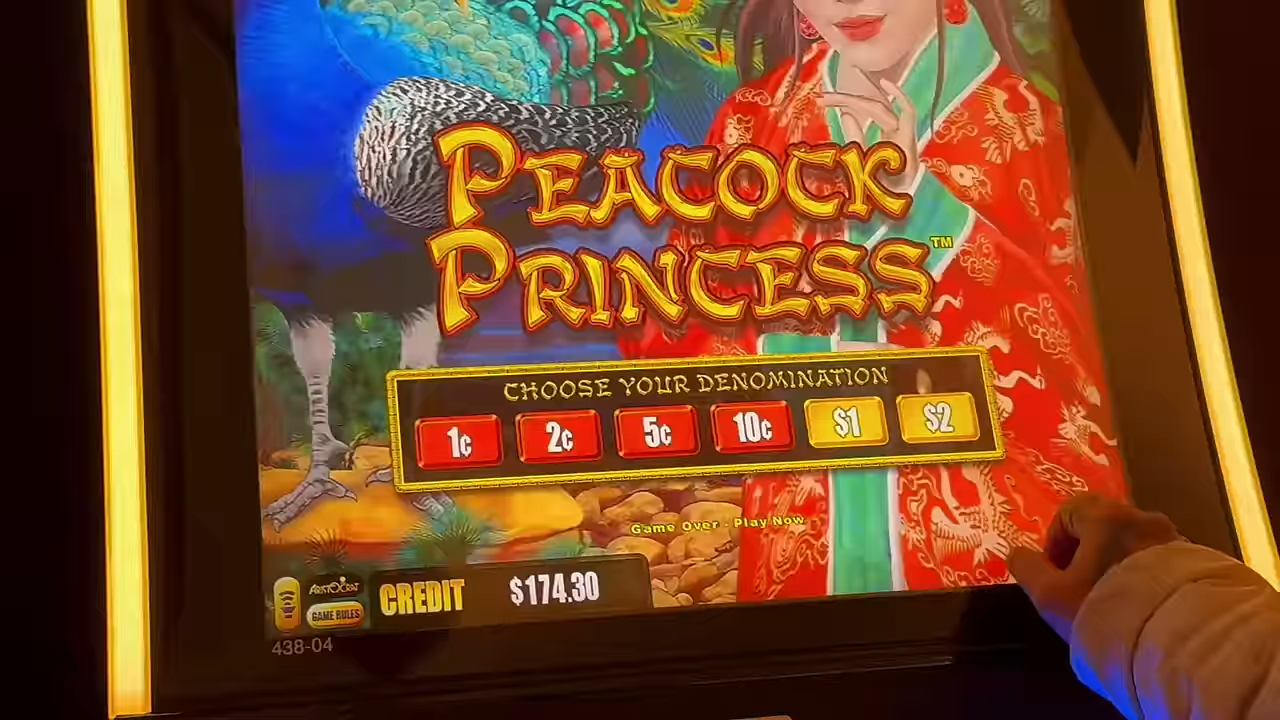 PEACOCK
PRINCESS™
CHOOSE YOUR DENOMINATION
1¢ 2¢ 5¢ 10¢ $1 $2
Game Over - Play Now
ARISTOCRAT
GAME RULES
CREDIT $174.30
438-04